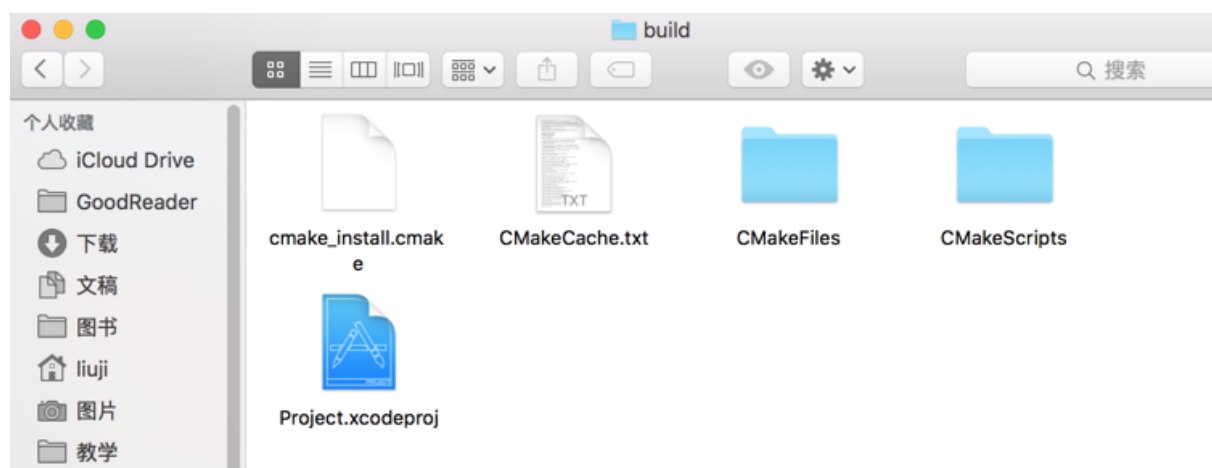 build
搜索
个人收藏
iCloud Drive
GoodReader
下载
文稿
图书
liuji
图片
教学
cmake_install.cmak
e
CMakeCache.txt
CMakeFiles
CMakeScripts
TXT
PROJECT
Project.xcodeproj